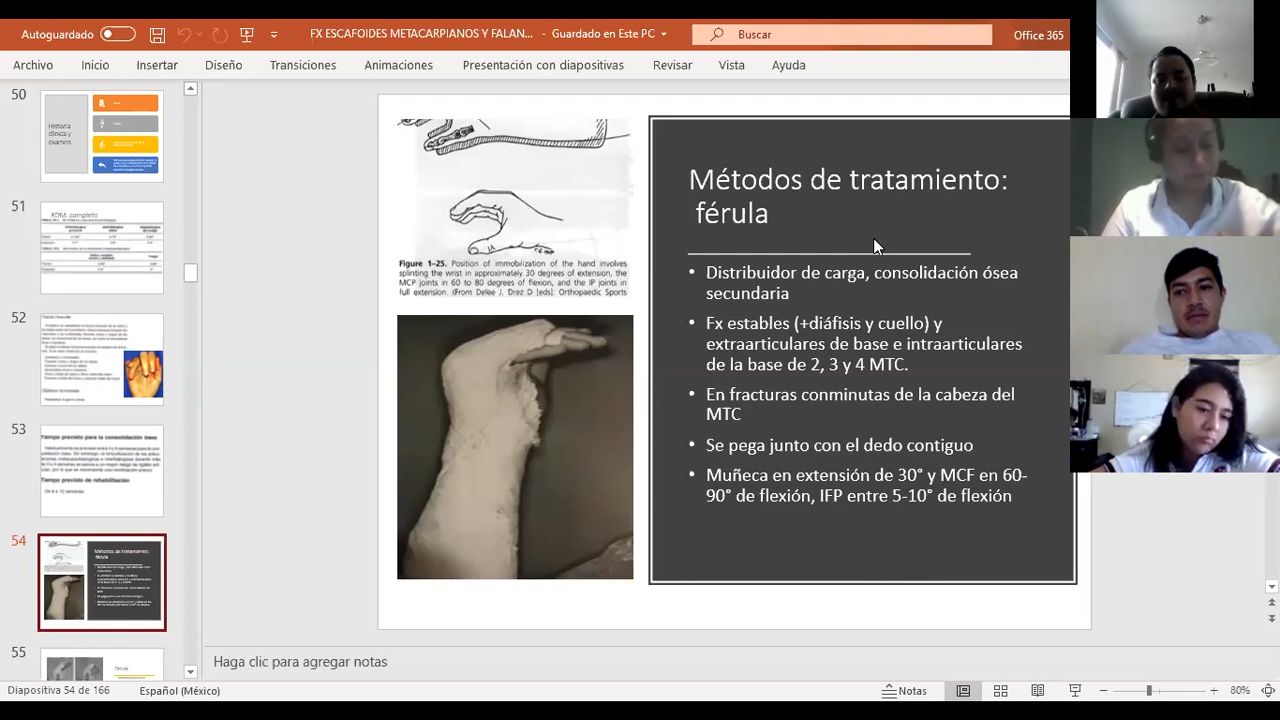 Autoguardado
FX ESCAFOIDES METACARPIANOS Y FALAN... - Guardado en Este PC
Buscar
Office 365
Archivo Inicio Insertar Diseño Transiciones Animaciones Presentación con diapositivas Revisar Vista Ayuda
50
Historia
clínica y
examen
51
ROM. completo
52
53
Tiempo previsto para la consolidación ósea
Tiempo previsto de rehabilitación
De 6 a 12 semanas.
54
Métodos de tratamiento:
férula
55
Figure 1–25. Position of immobilization of the hand involves
splinting the wrist in approximately 30 degrees of extension, the
MCP joints in 60 to 80 degrees of flexion, and the IP joints in
full extension. (From Delee J, Drez D [eds]: Orthopaedic Sports
Métodos de tratamiento:
férula
• Distribuidor de carga, consolidación ósea
secundaria
• Fx estables (+diáfisis y cuello) y
extraarticulares de base e intraarticulares
de la base de 2, 3 y 4 MTC.
• En fracturas conminutas de la cabeza del
MTC
• Se pega junto con el dedo contiguo
• Muñeca en extensión de 30° y MCF en 60-
90° de flexión, IFP entre 5-10° de flexión
Haga clic para agregar notas
Diapositiva 54 de 166 Español (México) Notas 80%